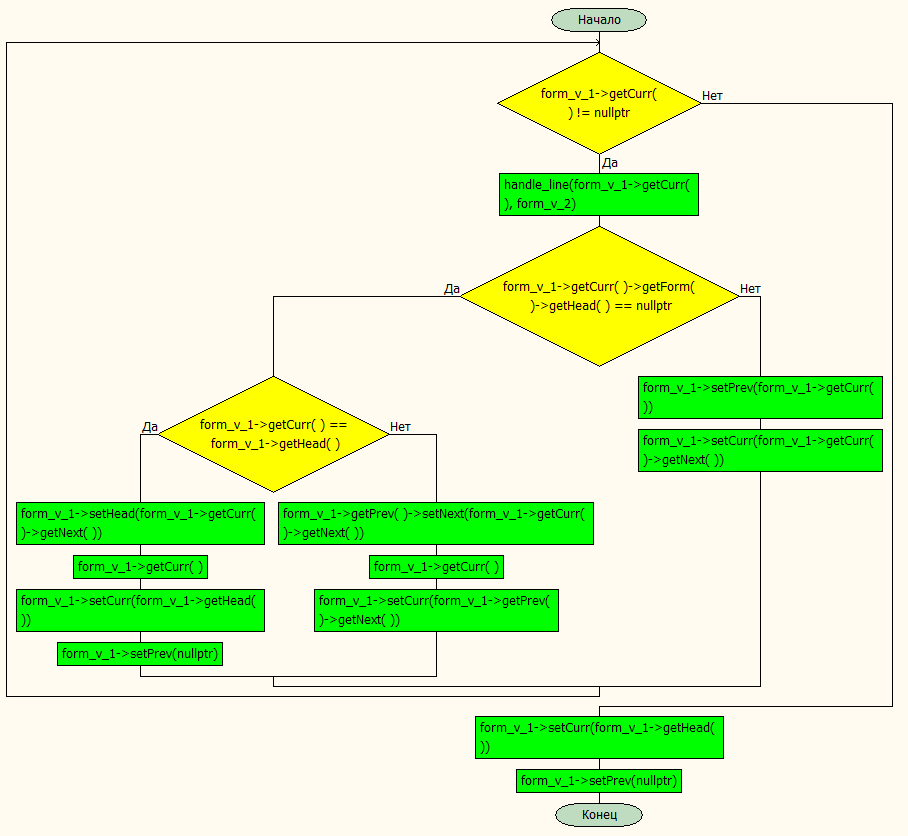 Начало
form_v_1->getCurr(
) != nullptr
Нет
Да
handle_line(form_v_1->getCurr(
), form_v_2)
form_v_1->getCurr( )->getForm(
)->getHead( ) == nullptr
Да
Нет
form_v_1->setPrev(form_v_1->getCurr(
))
form_v_1->setCurr(form_v_1->getCurr(
)->getNext( ))
form_v_1->getCurr( ) ==
form_v_1->getHead( )
Да
Нет
form_v_1->setHead(form_v_1->getCurr(
)->getNext( ))
form_v_1->getCurr( )
form_v_1->setCurr(form_v_1->getHead(
))
form_v_1->setPrev(nullptr)
form_v_1->getPrev( )->setNext(form_v_1->getCurr(
)->getNext( ))
form_v_1->getCurr( )
form_v_1->setCurr(form_v_1->getPrev(
)->getNext( ))
form_v_1->setCurr(form_v_1->getHead(
))
form_v_1->setPrev(nullptr)
Конец